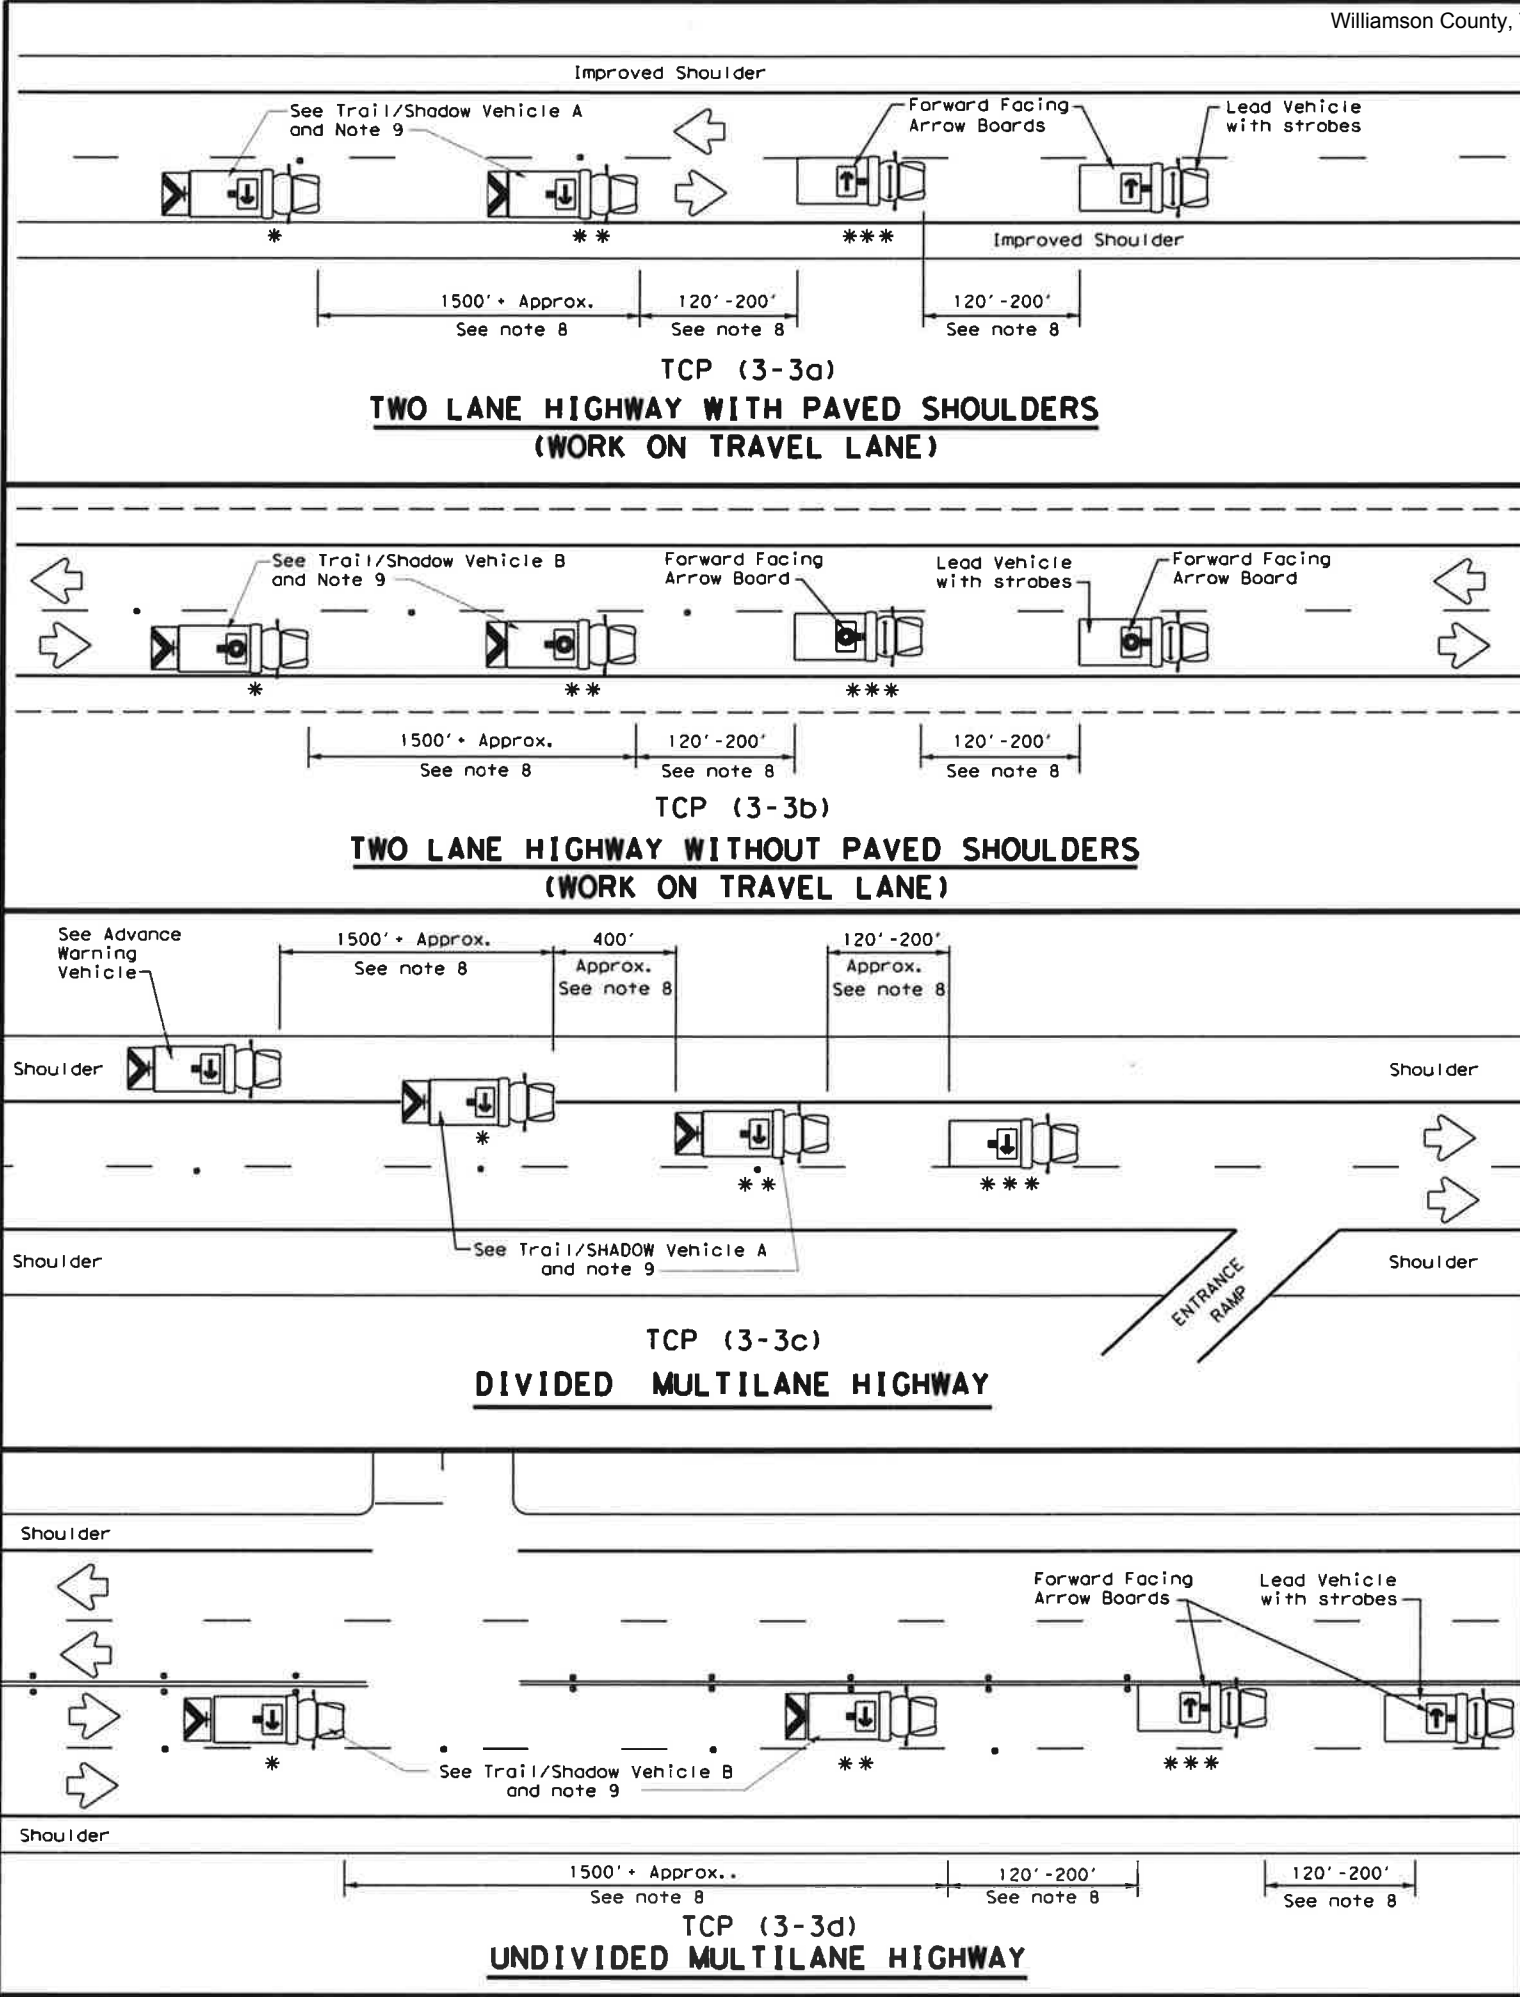 Williamson County,
Improved Shoulder
See Trail/Shadow Vehicle A
and Note 9
Forward Facing
Arrow Boards
Lead Vehicle
with strobes
*
**
***
Improved Shoulder
1500'+ Approx.
See note 8
120'-200'
See note 8
120'-200'
See note 8
TCP (3-3a)
TWO LANE HIGHWAY WITH PAVED SHOULDERS
(WORK ON TRAVEL LANE)
See Trail/Shadow Vehicle B
and Note 9
Forward Facing
Arrow Board
Lead Vehicle
with strobes
Forward Facing
Arrow Board
*
**
***
1500'+ Approx.
See note 8
120'-200'
See note 8
120'-200'
See note 8
TCP (3-3b)
TWO LANE HIGHWAY WITHOUT PAVED SHOULDERS
(WORK ON TRAVEL LANE)
See Advance
Warning
Vehicle
1500'+ Approx.
See note 8
400'
Approx.
See note 8
120'-200'
Approx.
See note 8
Shoulder
Shoulder
*
**
***
See Trail/SHADOW Vehicle A
and note 9
Shoulder
Shoulder
ENTRANCE
RAMP
TCP (3-3c)
DIVIDED MULTILANE HIGHWAY
Shoulder
Forward Facing
Arrow Boards
Lead Vehicle
with strobes
*
**
***
See Trail/Shadow Vehicle B
and note 9
Shoulder
1500'+ Approx..
See note 8
120'-200'
See note 8
120'-200'
See note 8
TCP (3-3d)
UNDIVIDED MULTILANE HIGHWAY